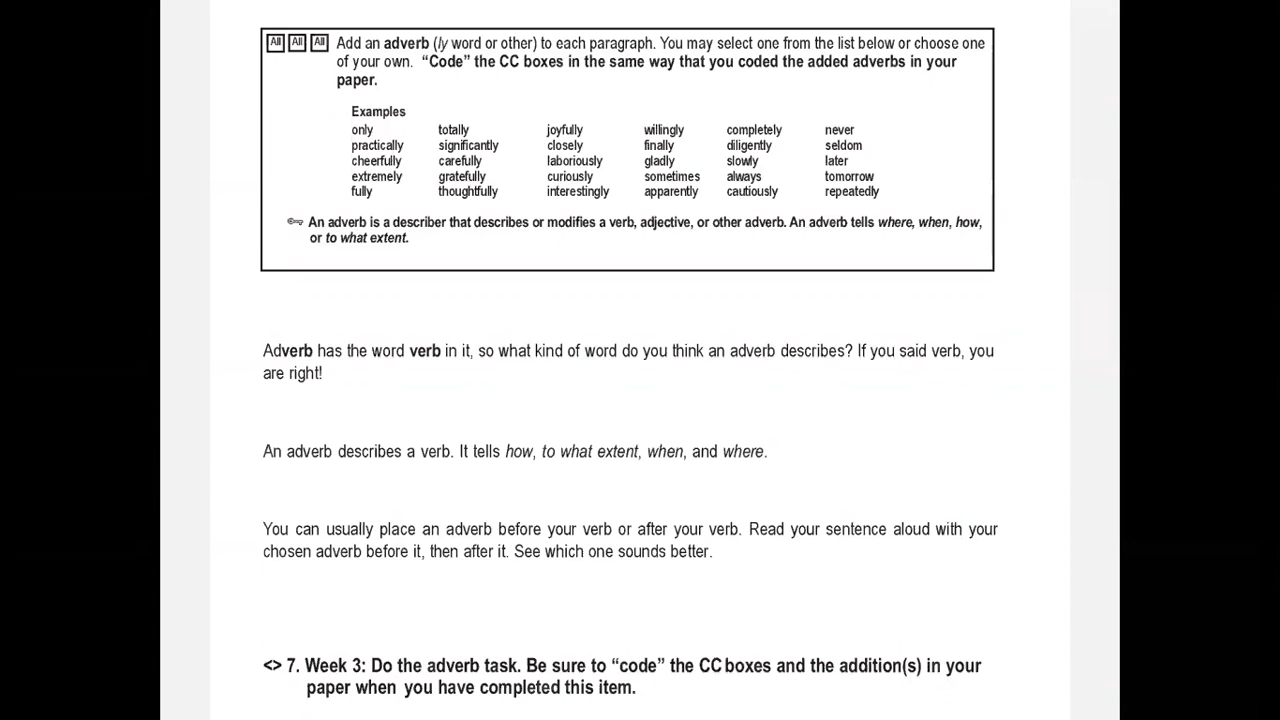 All All All Add an adverb (ly word or other) to each paragraph. You may select one from the list below or choose one
of your own. “Code” the CC boxes in the same way that you coded the added adverbs in your
paper.
Examples
only totally joyfully willingly completely never
practically significantly closely finally diligently seldom
cheerfully carefully laboriously gladly slowly later
extremely gratefully curiously sometimes always tomorrow
fully thoughtfully interestingly apparently cautiously repeatedly
An adverb is a describer that describes or modifies a verb, adjective, or other adverb. An adverb tells where, when, how,
or to what extent.
Adverb has the word verb in it, so what kind of word do you think an adverb describes? If you said verb, you
are right!
An adverb describes a verb. It tells how, to what extent, when, and where.
You can usually place an adverb before your verb or after your verb. Read your sentence aloud with your
chosen adverb before it, then after it. See which one sounds better.
<> 7. Week 3: Do the adverb task. Be sure to “code” the CC boxes and the addition(s) in your
paper when you have completed this item.